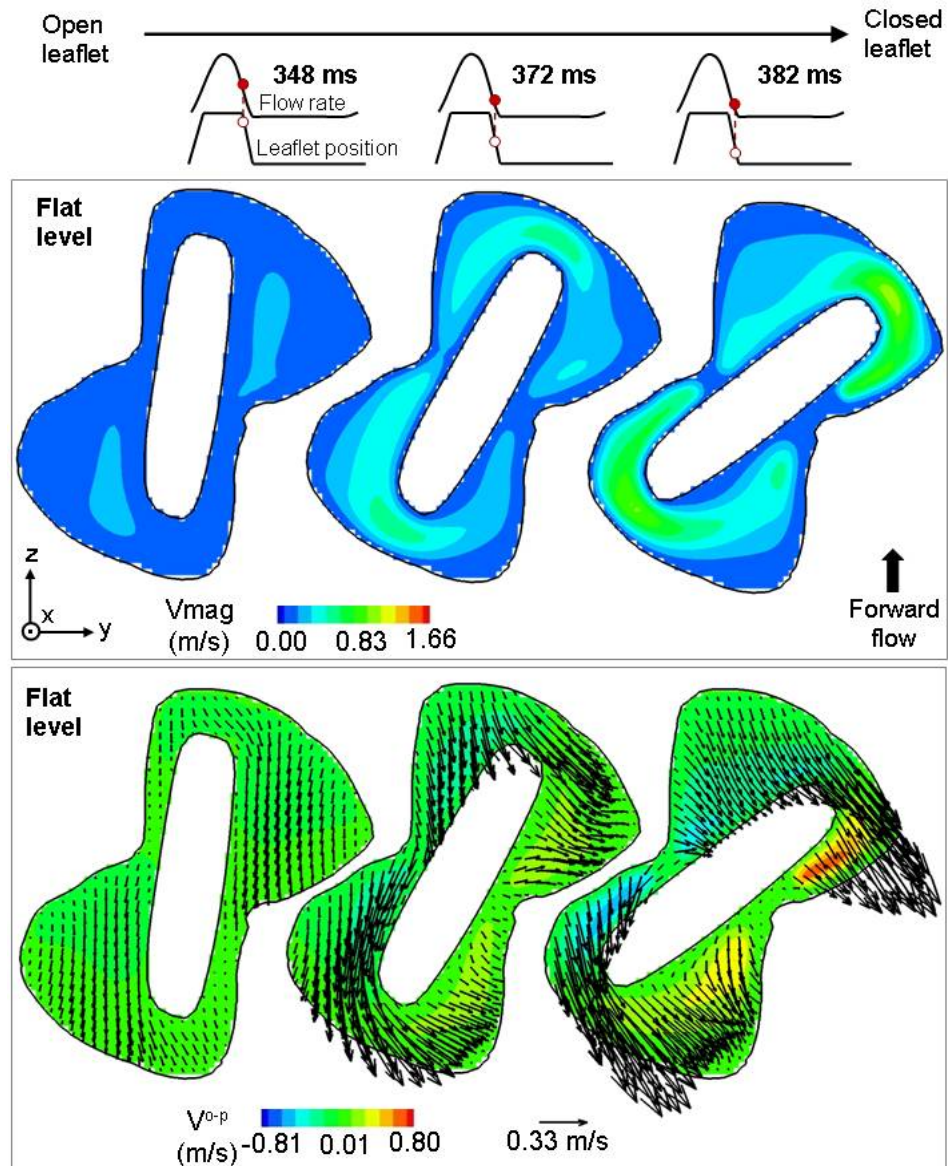 Open
leaflet
Closed
leaflet
348 ms
372 ms
382 ms
Flow rate
Leaflet position
Flat
level
z
x
y
Vmag
(m/s)
0.00 0.83 1.66
Forward
flow
Flat
level
V^o-p
(m/s)
-0.81 0.01 0.80
0.33 m/s